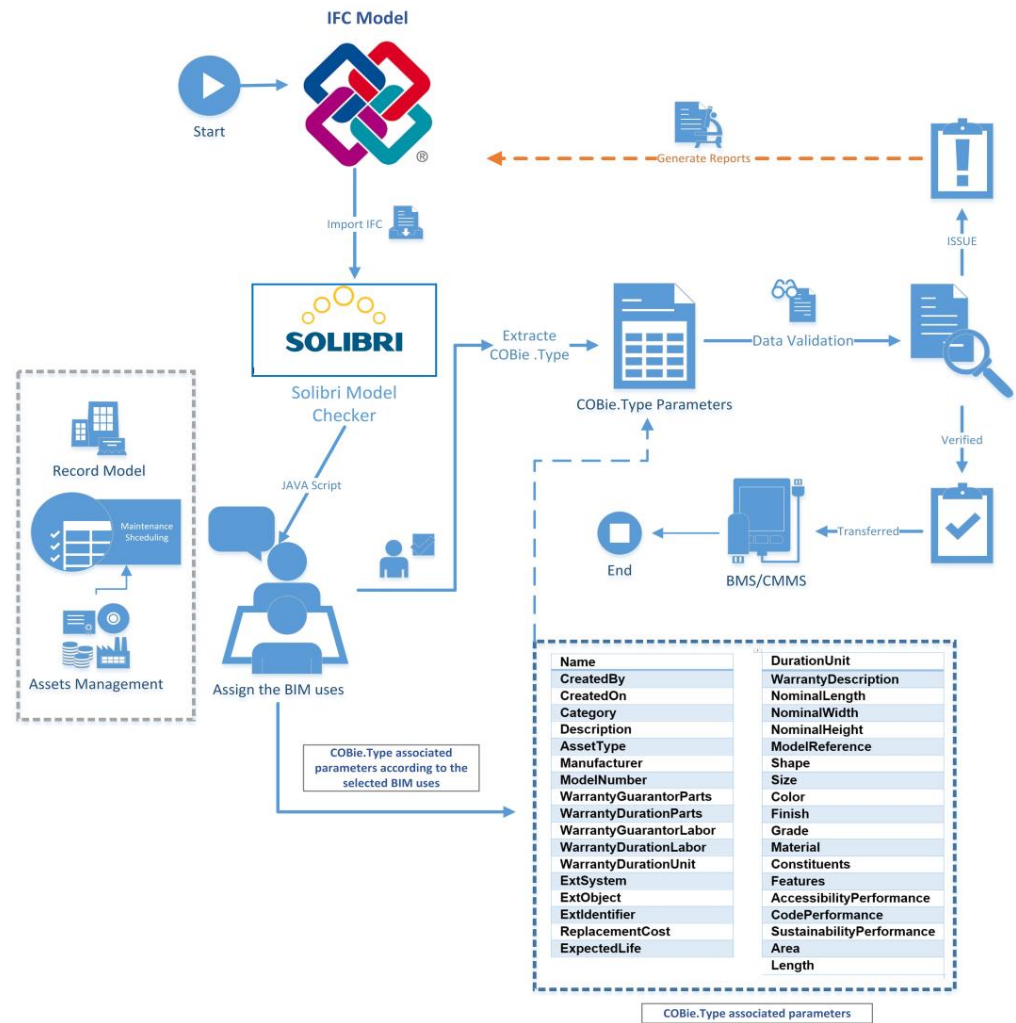 IFC Model
Start
®
Generate Reports
Import IFC
ISSUE
SOLIBRI
Solibri Model
Checker
Extracte
COBie .Type
Data Validation
COBie.Type Parameters
Verified
Record Model
JAVA Script
Maintenance
Shceduling
Transferred
End
BMS/CMMS
Assets Management
Assign the BIM uses
COBie.Type associated
parameters according to the
selected BIM uses
Name
CreatedBy
CreatedOn
Category
Description
AssetType
Manufacturer
ModelNumber
WarrantyGuarantorParts
WarrantyDurationParts
WarrantyGuarantorLabor
WarrantyDurationLabor
WarrantyDurationUnit
ExtSystem
ExtObject
ExtIdentifier
ReplacementCost
ExpectedLife
DurationUnit
WarrantyDescription
NominalLength
NominalWidth
NominalHeight
ModelReference
Shape
Size
Color
Finish
Grade
Material
Constituents
Features
AccessibilityPerformance
CodePerformance
SustainabilityPerformance
Area
Length
COBie.Type associated parameters